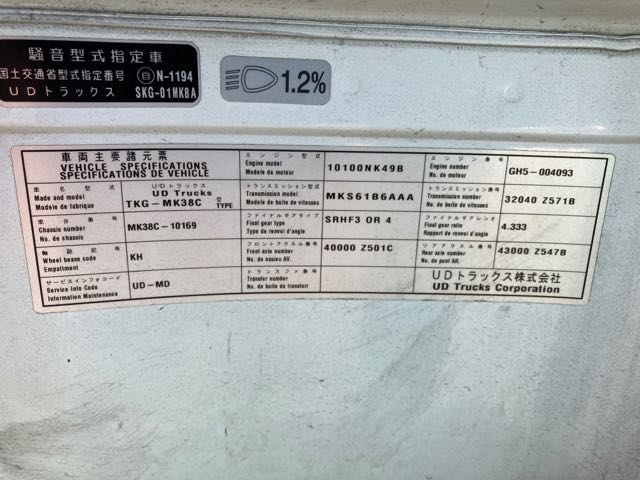 騒音型式指定車
国土交通省型式指定番号 自 N-1194
UDトラックス SKG-01MK8A
1.2%
車両主要諸元票
VEHICLE SPECIFICATIONS
SPECIFICATIONS DE VEHICLE
エンジン型式
Engine model
Modele de moteur
10100NK49B
エンジン番号
Engine number
No. de moteur
GH5-004093
車名型式
Made and model
Modele de fabrique
UDトラックス
UD Trucks
TKG-MK38C 型 TYPE
トランスミッション型式
Transmission model
Modele de boite de vitesses
MKS61B6AAA
トランスミッション番号
Transmission number
No. de boite de vitesses
32040 Z571B
車台番号
Chassis number
No. de chassis
MK38C-10169
ファイナルギアタイプ
Final gear type
Type de renvoi d'angle
SRHF3 OR 4
ファイナルギアレシオ
Final gear ratio
Rapport de renvoi d'angle
4.333
軸距記号
Wheel base code
Empattement
KH
フロントアクスル番号
Front axle number
No. de essieu AV.
40000 Z501C
リアアクスル番号
Rear axle number
No. de pont AR.
43000 Z547B
サービスインフォコード
Service info Code
Information Maintenance
UD-MD
トランスファ番号
Transfer number
No. de boite de transfert
UDトラックス株式会社
UD Trucks Corporation